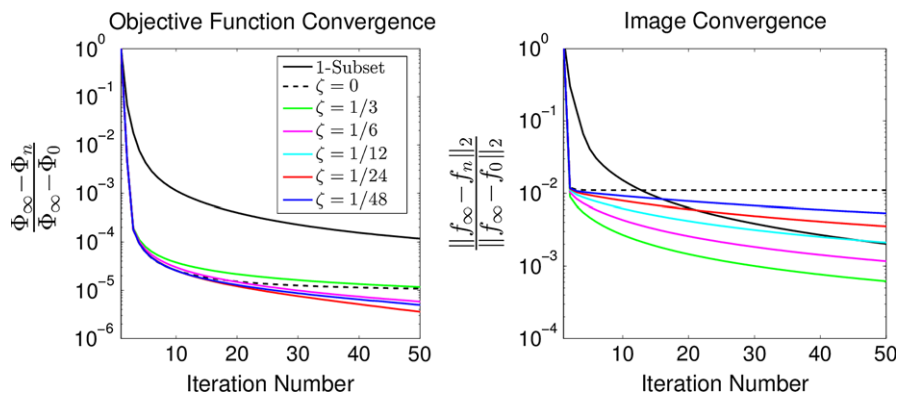 Objective Function Convergence
10^0
10^-1
10^-2
10^-3
10^-4
10^-5
10^-6
Φ∞ − Φn
Φ∞ − Φ0
1-Subset
ζ = 0
ζ = 1/3
ζ = 1/6
ζ = 1/12
ζ = 1/24
ζ = 1/48
10 20 30 40 50
Iteration Number
Image Convergence
10^0
10^-1
10^-2
10^-3
10^-4
||f∞ − fn||2
||f∞ − f0||2
10 20 30 40 50
Iteration Number